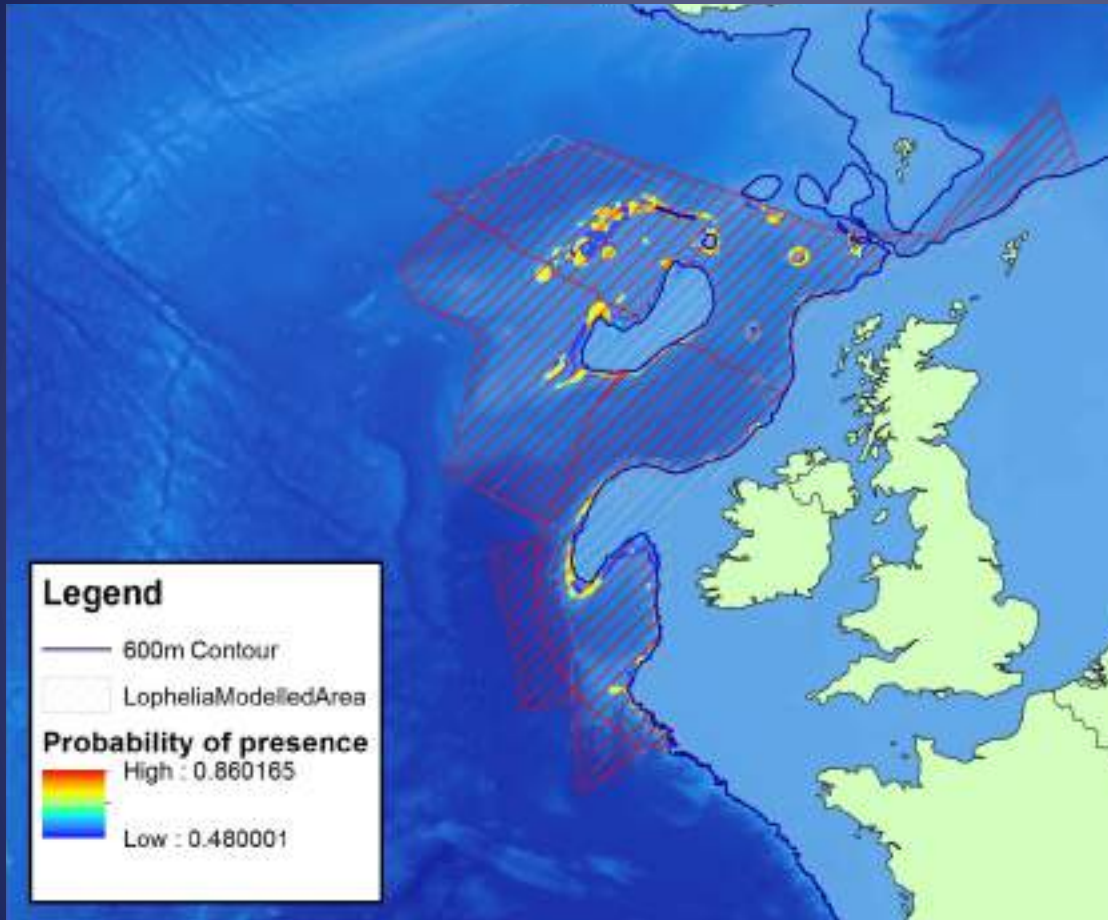 Legend
600m Contour
LopheliaModelledArea
Probability of presence
High : 0.860165
Low : 0.480001